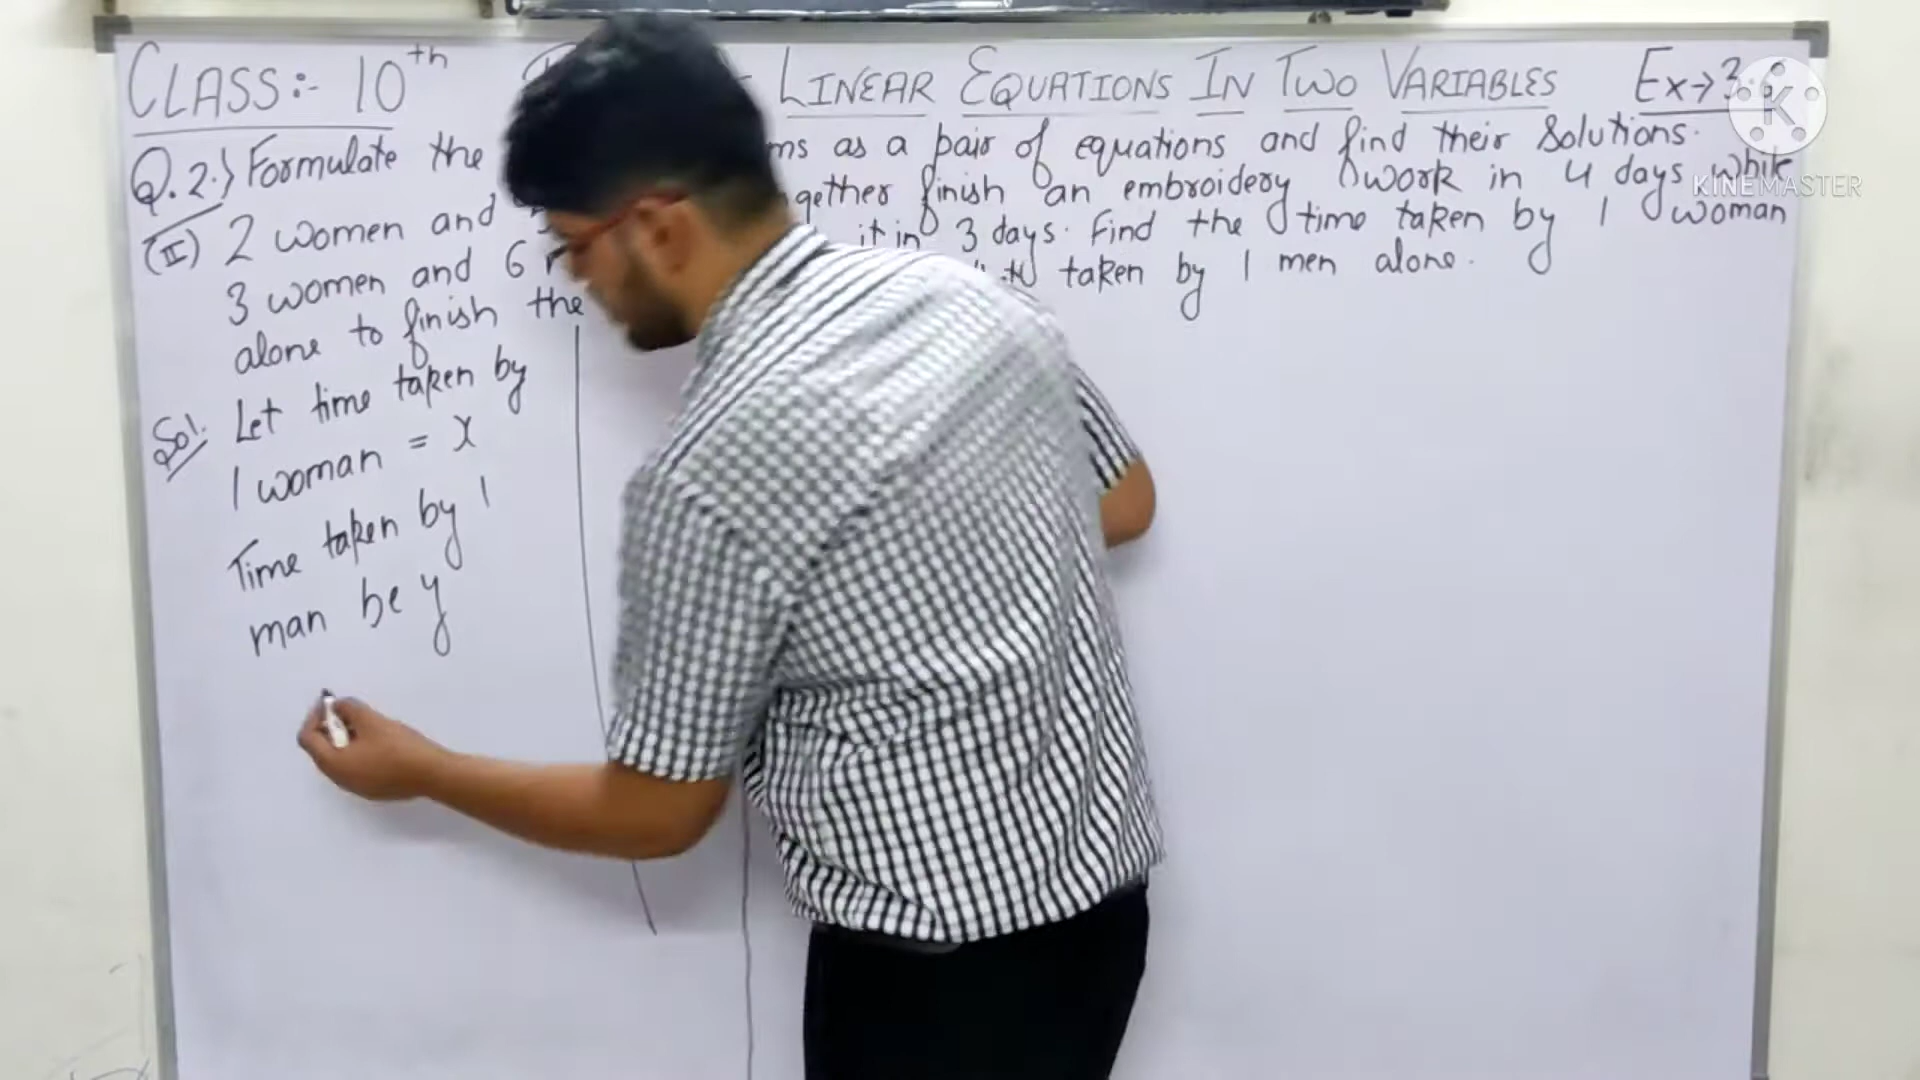 CLASS:- 10th LINEAR EQUATIONS IN TWO VARIABLES Ex→3.6
Q.2.) Formulate the ms as a pair of equations and find their Solutions.
(II) 2 women and gether finish an embroidery work in 4 days while
3 women and 6 it in 3 days. Find the time taken by 1 woman
alone to finish the taken by 1 men alone.
Sol. Let time taken by
1 woman = x
Time taken by 1
man be y
K
KINEMASTER